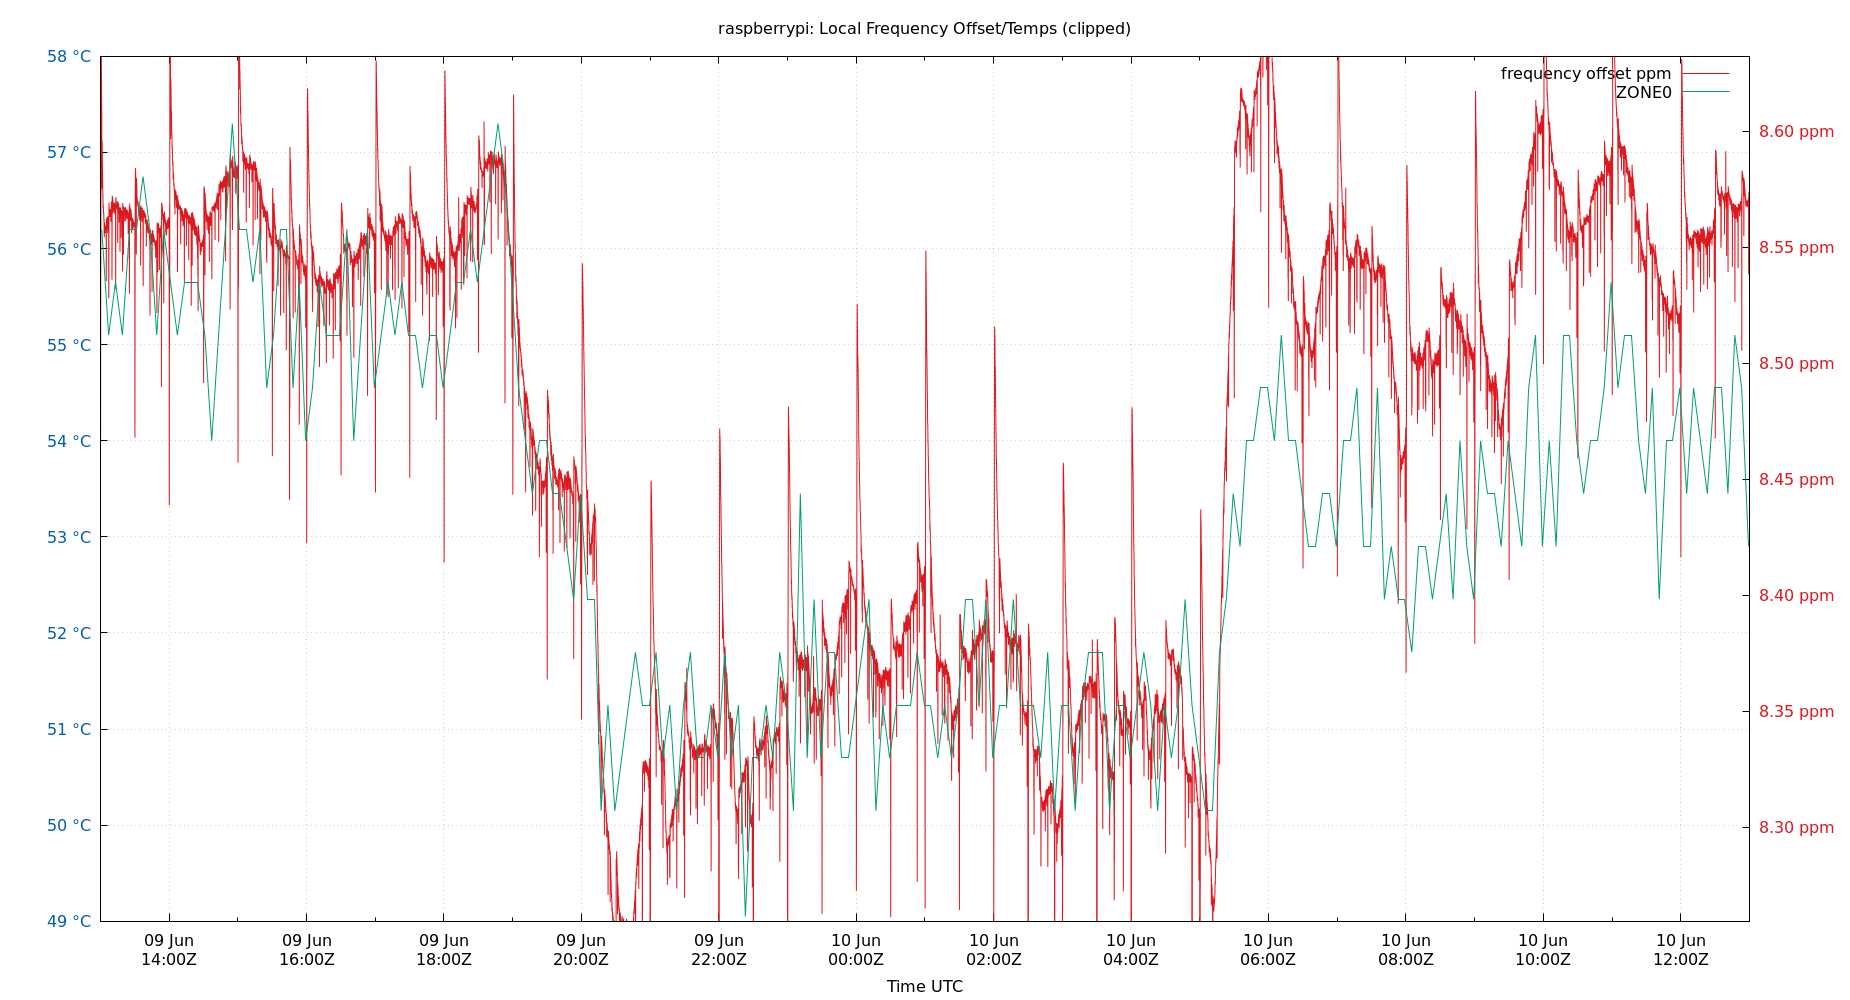 raspberrypi: Local Frequency Offset/Temps (clipped)
frequency offset ppm
ZONE0
58 °C
57 °C
56 °C
55 °C
54 °C
53 °C
52 °C
51 °C
50 °C
49 °C
8.60 ppm
8.55 ppm
8.50 ppm
8.45 ppm
8.40 ppm
8.35 ppm
8.30 ppm
09 Jun 09 Jun 09 Jun 09 Jun 09 Jun 10 Jun 10 Jun 10 Jun 10 Jun 10 Jun 10 Jun 10 Jun
14:00Z 16:00Z 18:00Z 20:00Z 22:00Z 00:00Z 02:00Z 04:00Z 06:00Z 08:00Z 10:00Z 12:00Z
Time UTC